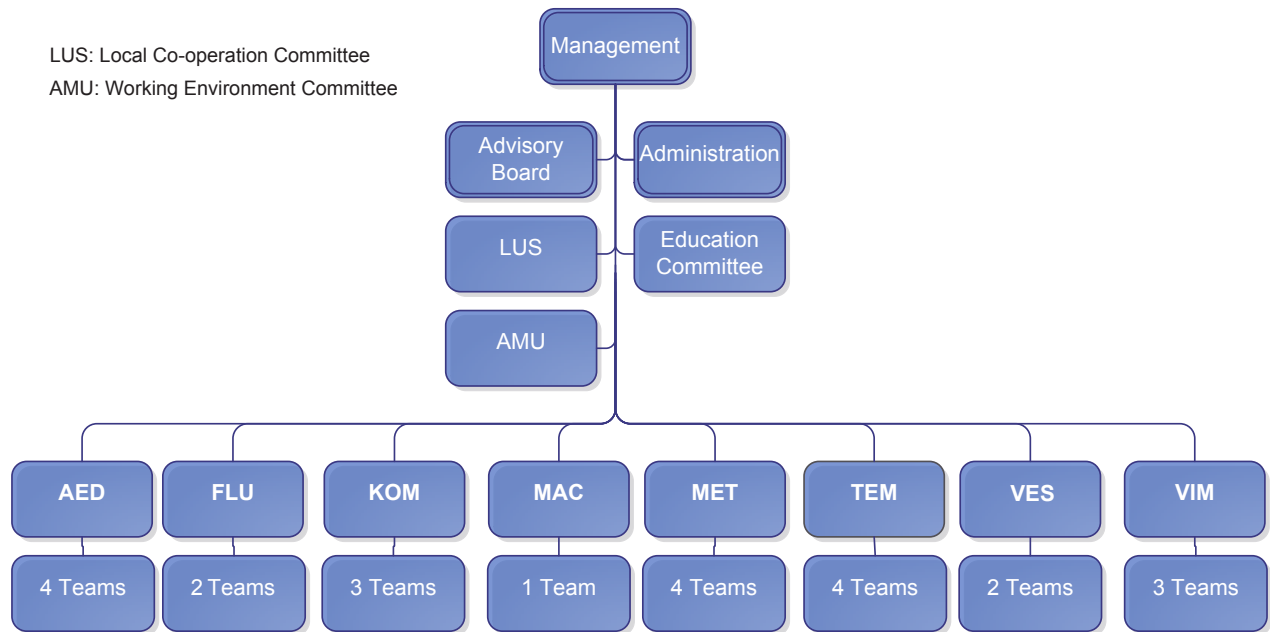 LUS: Local Co-operation Committee
AMU: Working Environment Committee
Management
Advisory
Board
Administration
LUS
Education
Committee
AMU
AED
FLU
KOM
MAC
MET
TEM
VES
VIM
4 Teams
2 Teams
3 Teams
1 Team
4 Teams
4 Teams
2 Teams
3 Teams